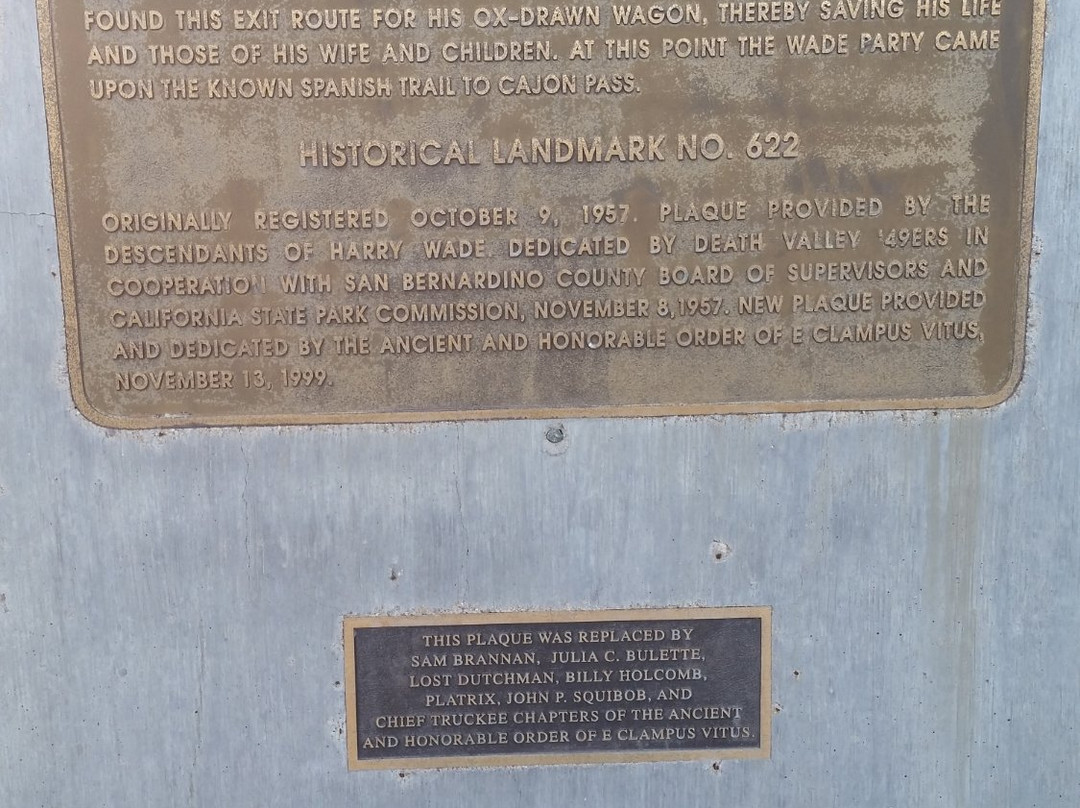 FOUND THIS EXIT ROUTE FOR HIS OX-DRAWN WAGON, THEREBY SAVING HIS LIFE
AND THOSE OF HIS WIFE AND CHILDREN. AT THIS POINT THE WADE PARTY CAME
UPON THE KNOWN SPANISH TRAIL TO CAJON PASS.
HISTORICAL LANDMARK NO. 622
ORIGINALLY REGISTERED OCTOBER 9, 1957. PLAQUE PROVIDED BY THE
DESCENDANTS OF HARRY WADE. DEDICATED BY DEATH VALLEY '49ERS IN
COOPERATION WITH SAN BERNARDINO COUNTY BOARD OF SUPERVISORS AND
CALIFORNIA STATE PARK COMMISSION, NOVEMBER 8,1957. NEW PLAQUE PROVIDED
AND DEDICATED BY THE ANCIENT AND HONORABLE ORDER OF E CLAMPUS VITUS,
NOVEMBER 13, 1999.
THIS PLAQUE WAS REPLACED BY
SAM BRANNAN, JULIA C. BULETTE,
LOST DUTCHMAN, BILLY HOLCOMB,
PLATRIX, JOHN P. SQUIBOB, AND
CHIEF TRUCKEE CHAPTERS OF THE ANCIENT
AND HONORABLE ORDER OF E CLAMPUS VITUS.